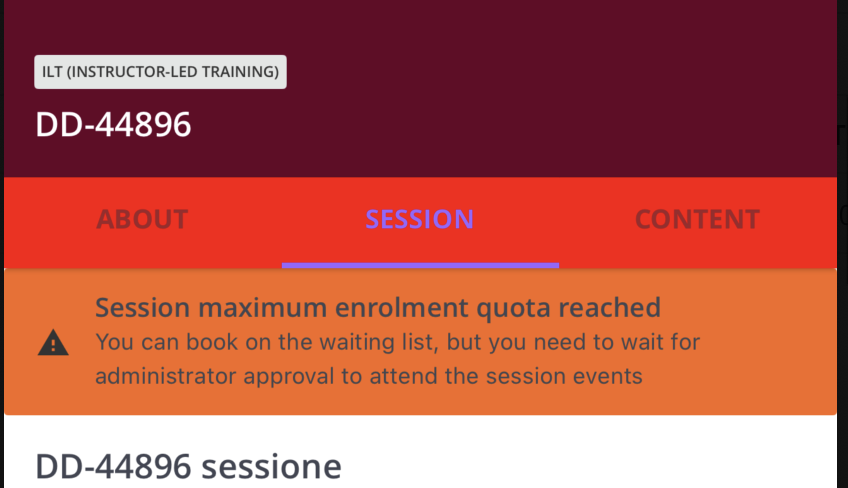 ILT (INSTRUCTOR-LED TRAINING)
DD-44896
ABOUT SESSION CONTENT
Session maximum enrolment quota reached
You can book on the waiting list, but you need to wait for
administrator approval to attend the session events
DD-44896 sessione